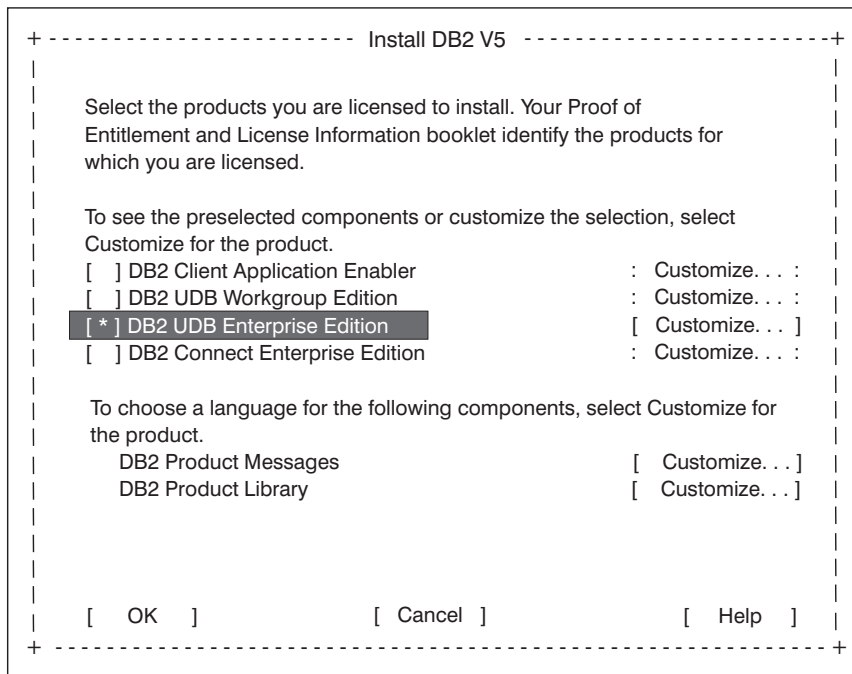 Install DB2 V5
Select the products you are licensed to install. Your Proof of
Entitlement and License Information booklet identify the products for
which you are licensed.
To see the preselected components or customize the selection, select
Customize for the product.
[ ] DB2 Client Application Enabler : Customize. . . :
[ ] DB2 UDB Workgroup Edition : Customize. . . :
[ * ] DB2 UDB Enterprise Edition [ Customize. . . ]
[ ] DB2 Connect Enterprise Edition : Customize. . . :
To choose a language for the following components, select Customize for
the product.
DB2 Product Messages [ Customize. . . ]
DB2 Product Library [ Customize. . . ]
[ OK ] [ Cancel ] [ Help ]